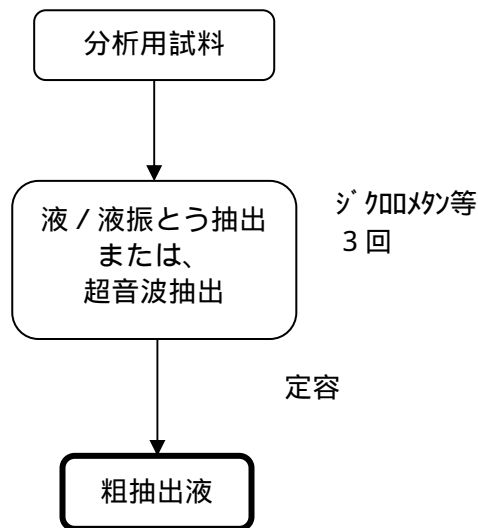 分析用試料
液／液振とう抽出
または、
超音波抽出
ｼﾞｸﾛﾛﾒﾀﾝ等
３回
定容
粗抽出液